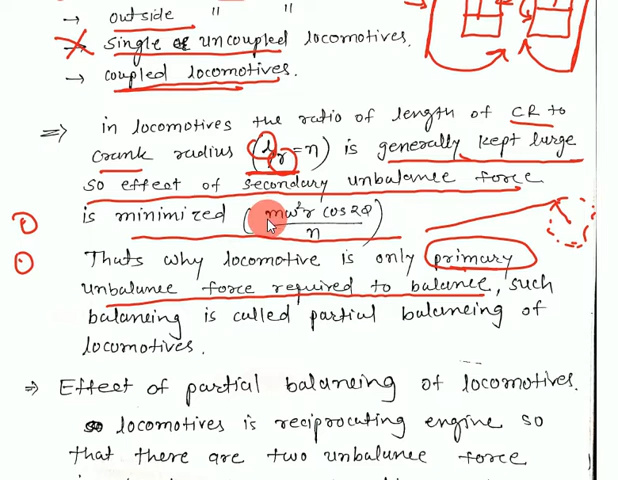 → outside " "
→ single or uncoupled locomotives.
→ coupled locomotives.
⇒ in locomotives the ratio of length of CR to
crank radius (l/r = n) is generally kept large
so effect of secondary unbalance force
is minimized (mω²r cos2θ/n)
Thats why locomotive is only primary
unbalance force required to balance, such
balancing is called partial balancing of
locomotives.
⇒ Effect of partial balancing of locomotives.
so locomotives is reciprocating engine so
that there are two unbalance force